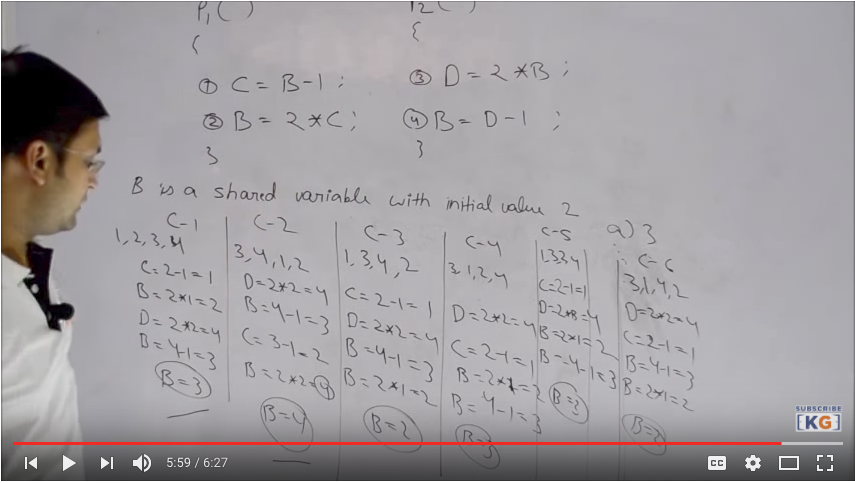 P1 ( )
{
① C = B-1 ;
② B = 2*C;
}
P2 ( )
{
③ D = 2*B ;
④ B = D-1 ;
}
B is a shared variable with initial value 2
a) 3
C-1
1,2,3,4
C=2-1=1
B=2*1=2
D=2*2=4
B=4-1=3
B=3
C-2
3,4,1,2
D=2*2=4
B=4-1=3
C=3-1=2
B=2*2=4
B=4
C-3
1,3,4,2
C=2-1=1
D=2*2=4
B=4-1=3
B=2*1=2
B=2
C-4
3,1,2,4
D=2*2=4
C=2-1=1
B=2*1=2
B=4-1=3
B=3
C-5
C=2-1=1
D=2*B=4
B=2*1=2
B=4-1=3
B=3
C-6
3,1,4,2
D=2*2=4
C=2-1=1
B=4-1=3
B=2*1=2
B=2
SUBSCRIBE
[KG]
5:59 / 6:27
CC